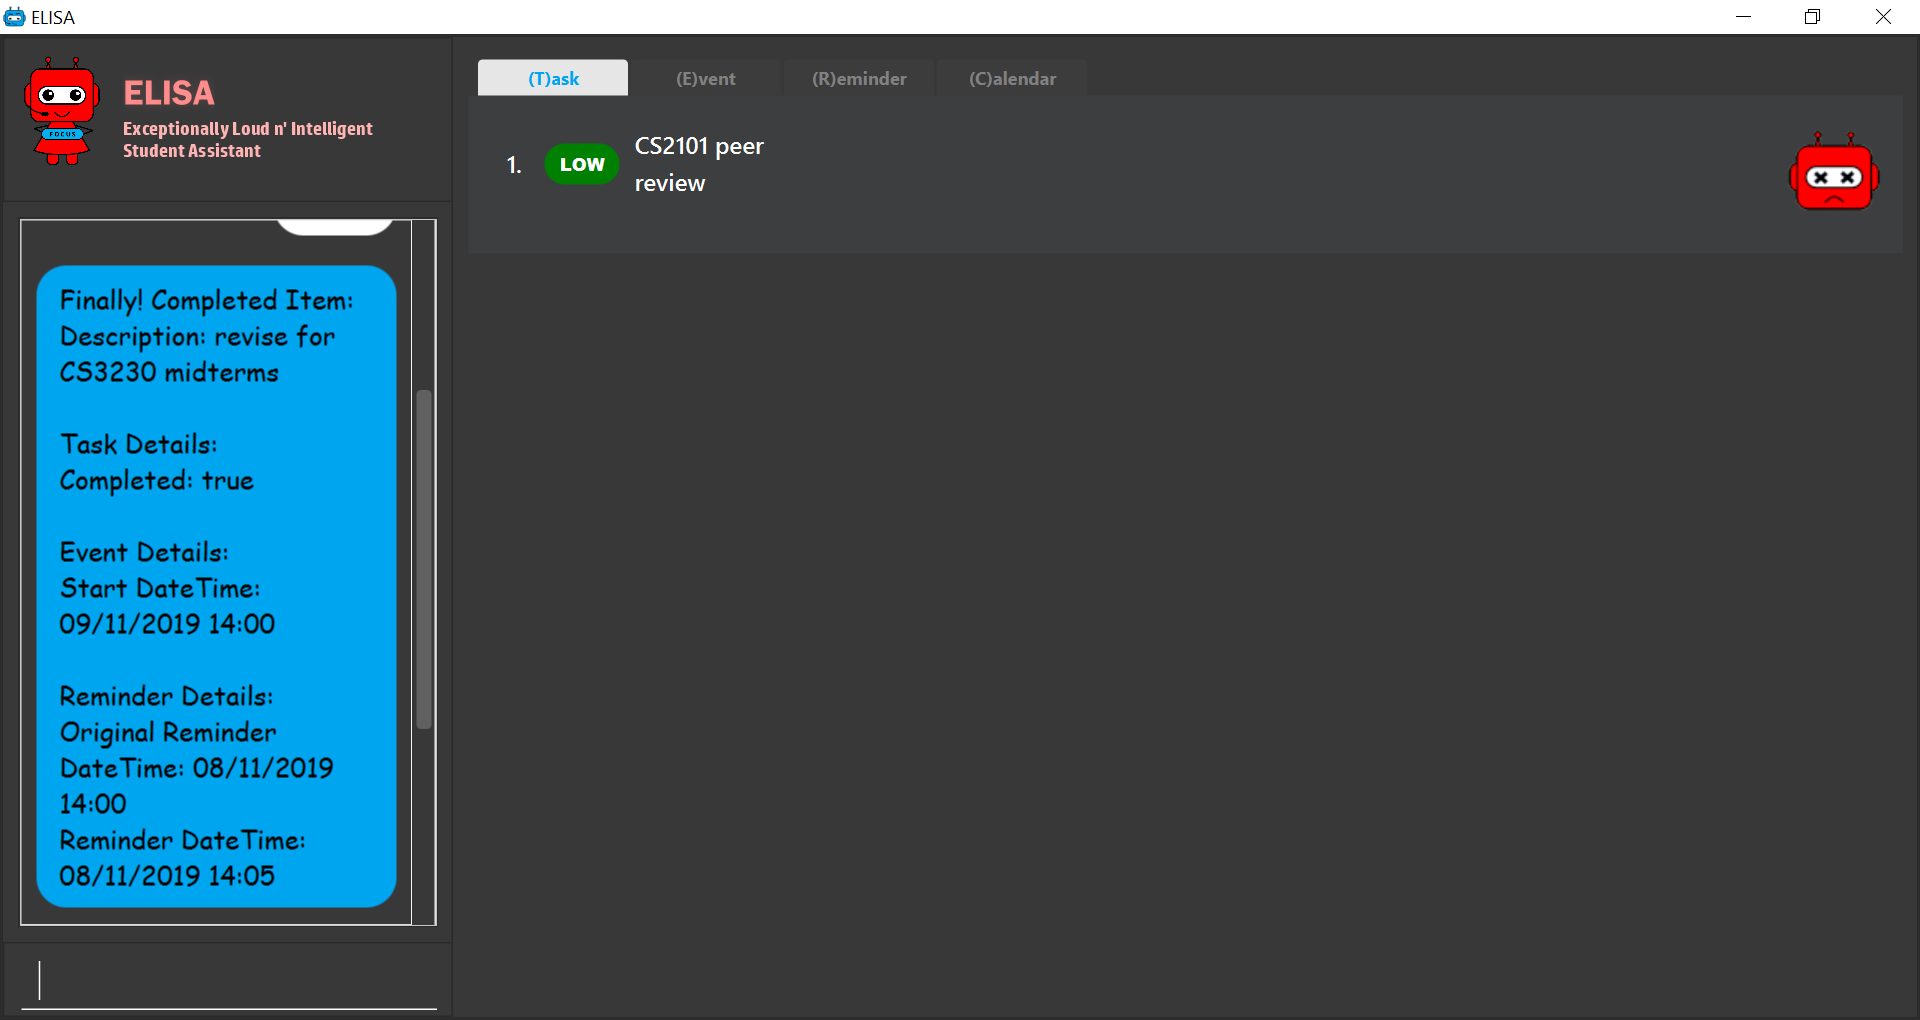 ELISA
ELISA
Exceptionally Loud n' Intelligent
Student Assistant
FOCUS
(T)ask
(E)vent
(R)eminder
(C)alendar
1.
LOW
CS2101 peer
review
Finally! Completed Item:
Description: revise for
CS3230 midterms
Task Details:
Completed: true
Event Details:
Start DateTime:
09/11/2019 14:00
Reminder Details:
Original Reminder
DateTime: 08/11/2019
14:00
Reminder DateTime:
08/11/2019 14:05